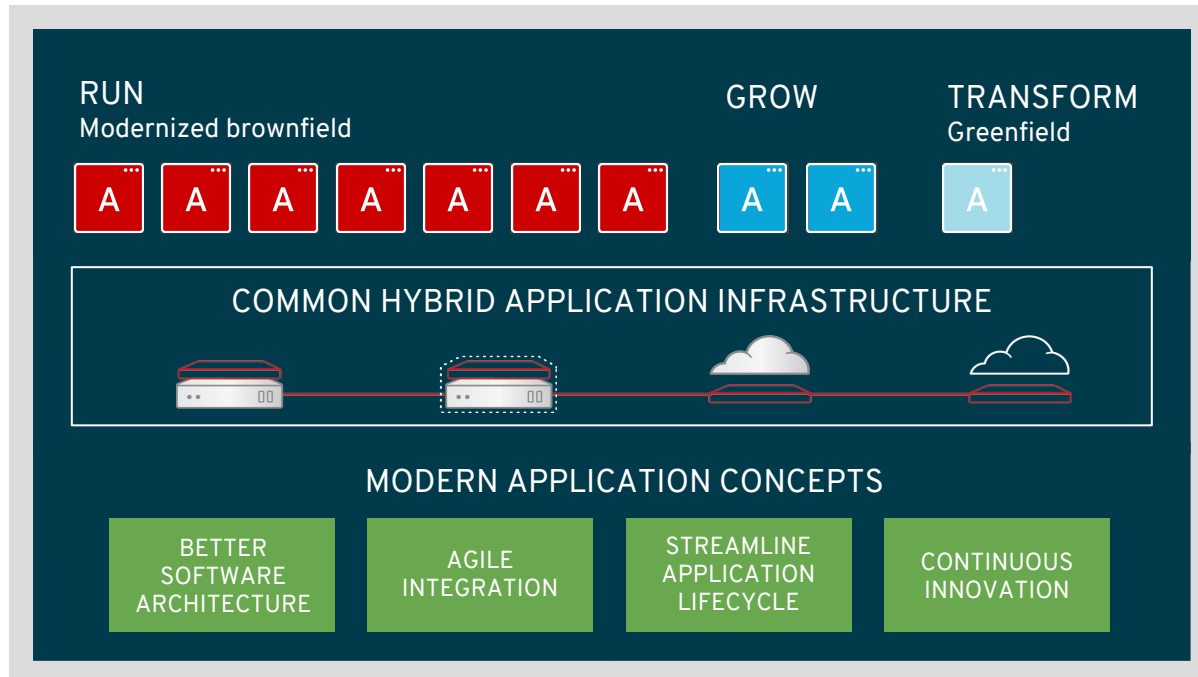 RUN
Modernized brownfield
GROW
TRANSFORM
Greenfield
A A A A A A A A A A
COMMON HYBRID APPLICATION INFRASTRUCTURE
MODERN APPLICATION CONCEPTS
BETTER
SOFTWARE
ARCHITECTURE
AGILE
INTEGRATION
STREAMLINE
APPLICATION
LIFECYCLE
CONTINUOUS
INNOVATION